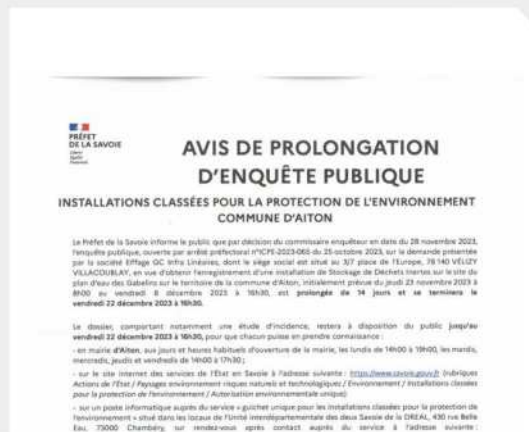 PRÉFET
DE LA SAVOIE
Liberté
Égalité
Fraternité
AVIS DE PROLONGATION
D'ENQUÊTE PUBLIQUE
INSTALLATIONS CLASSÉES POUR LA PROTECTION DE L'ENVIRONNEMENT
COMMUNE D'AITON
Le Préfet de la Savoie informe le public que par décision du commissaire enquêteur en date du 28 novembre 2023,
l'enquête publique, ouverte par arrêté préfectoral n°ICPE-2023-065 du 25 octobre 2023, sur la demande présentée
par la société Eiffage GC Infra Linéaires, dont le siège social est situé au 3/7 place de l'Europe, 78 140 VÉLIZY
VILLACOUBLAY, en vue d'obtenir l'enregistrement d'une installation de Stockage de Déchets Inertes sur le site du
plan d'eau des Gabelins sur le territoire de la commune d'Aiton, initialement prévue du jeudi 23 novembre 2023 à
8h00 au vendredi 8 décembre 2023 à 16h30, est prolongée de 14 jours et se terminera le
vendredi 22 décembre 2023 à 16h30.
Le dossier, comportant notamment une étude d'incidence, restera à disposition du public jusqu'au
vendredi 22 décembre 2023 à 16h30, pour que chacun puisse en prendre connaissance :
- en mairie d'Aiton, aux jours et heures habituels d'ouverture de la mairie, les lundis de 14h00 à 19h00, les mardis,
mercredis, jeudis et vendredis de 14h00 à 17h30 ;
- sur le site internet des services de l'État en Savoie à l'adresse suivante : https://www.savoie.gouv.fr (rubriques
Actions de l'État / Paysages environnement risques naturels et technologiques / Environnement / Installations classées
pour la protection de l'environnement / Autorisation environnementale unique)
- sur un poste informatique auprès du service « guichet unique pour les installations classées pour la protection de
l'environnement » situé dans les locaux de la DREAL, 430 rue Belle
Eau, 73000 Chambéry, sur rendez-vous après contact auprès du service à l'adresse suivante :